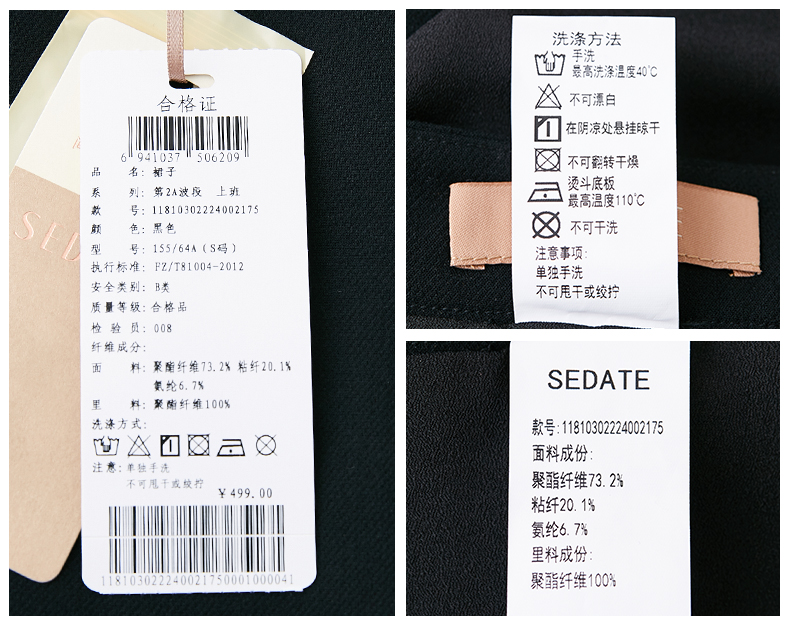 SED
合格证
6 941037 506209
品 名: 裙子
系 列: 第2A波段 上班
款 号: 11810302224002175
颜 色: 黑色
型 号: 155/64A(S码)
执行标准: FZ/T81004-2012
安全类别: B类
质量等级: 合格品
检 验 员: 008
纤维成分:
面 料: 聚酯纤维73.2% 粘纤20.1%
氨纶6.7%
里 料: 聚酯纤维100%
洗涤方式:
注意: 单独手洗
不可甩干或绞拧
¥499.00
118103022240021750001000041
洗涤方法
手洗
最高洗涤温度40℃
不可漂白
在阴凉处悬挂晾干
不可翻转干燥
烫斗底板
最高温度110℃
不可干洗
注意事项:
单独手洗
不可甩干或绞拧
E
SEDATE
款号:11810302224002175
面料成份:
聚酯纤维73.2%
粘纤20.1%
氨纶6.7%
里料成份:
聚酯纤维100%